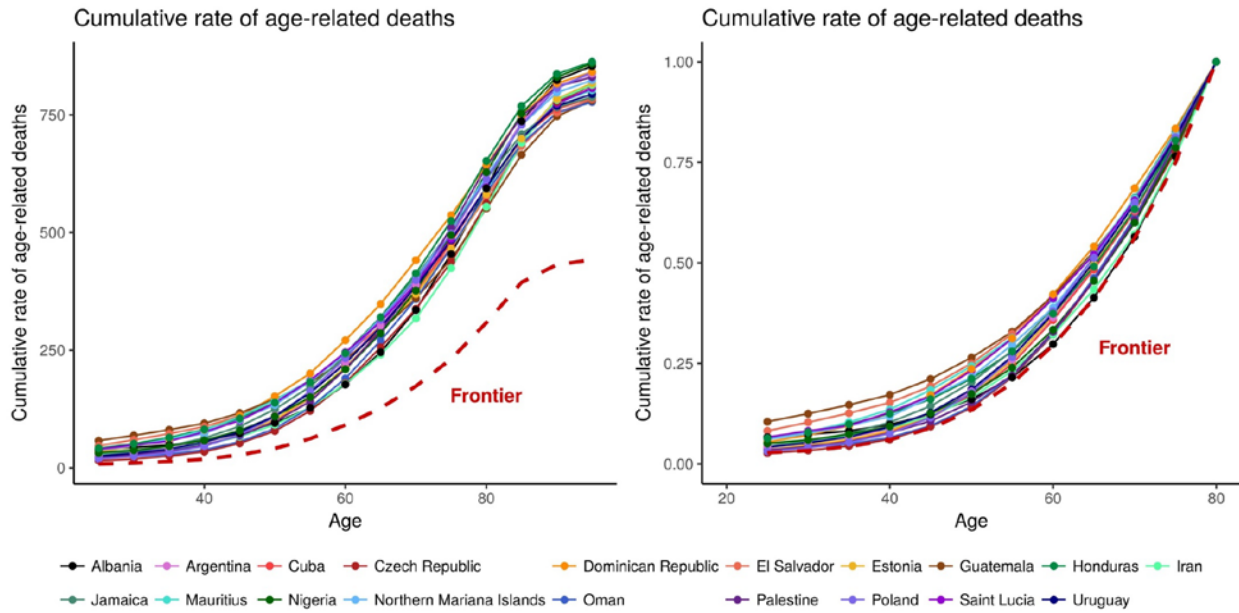 Cumulative rate of age-related deaths
Cumulative rate of age-related deaths
750
500
250
0
Cumulative rate of age-related deaths
Frontier
40 60 80
Age
1.00
0.75
0.50
0.25
0.00
Cumulative rate of age-related deaths
Frontier
20 40 60 80
Age
Albania Argentina Cuba Czech Republic Dominican Republic El Salvador Estonia Guatemala Honduras Iran
Jamaica Mauritius Nigeria Northern Mariana Islands Oman Palestine Poland Saint Lucia Uruguay